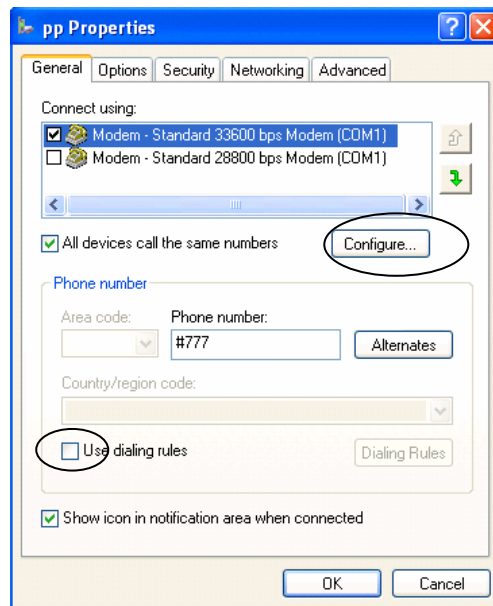 pp Properties
General Options Security Networking Advanced
Connect using:
Modem - Standard 33600 bps Modem (COM1)
Modem - Standard 28800 bps Modem (COM1)
All devices call the same numbers
Configure...
Phone number
Area code: Phone number:
#777
Alternates
Country/region code:
Use dialing rules
Dialing Rules
Show icon in notification area when connected
OK Cancel